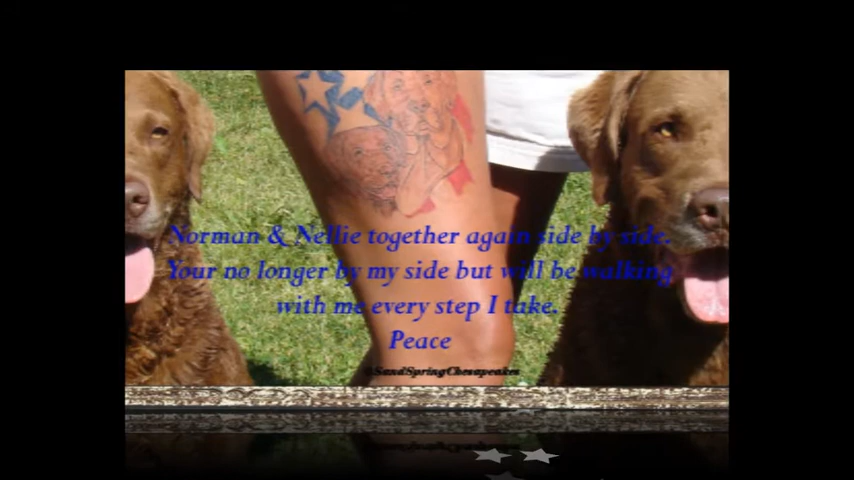 Norman & Nellie together again side by side.
Your no longer by my side but will be walking
with me every step I take.
Peace
©SandSpringChesapeakes